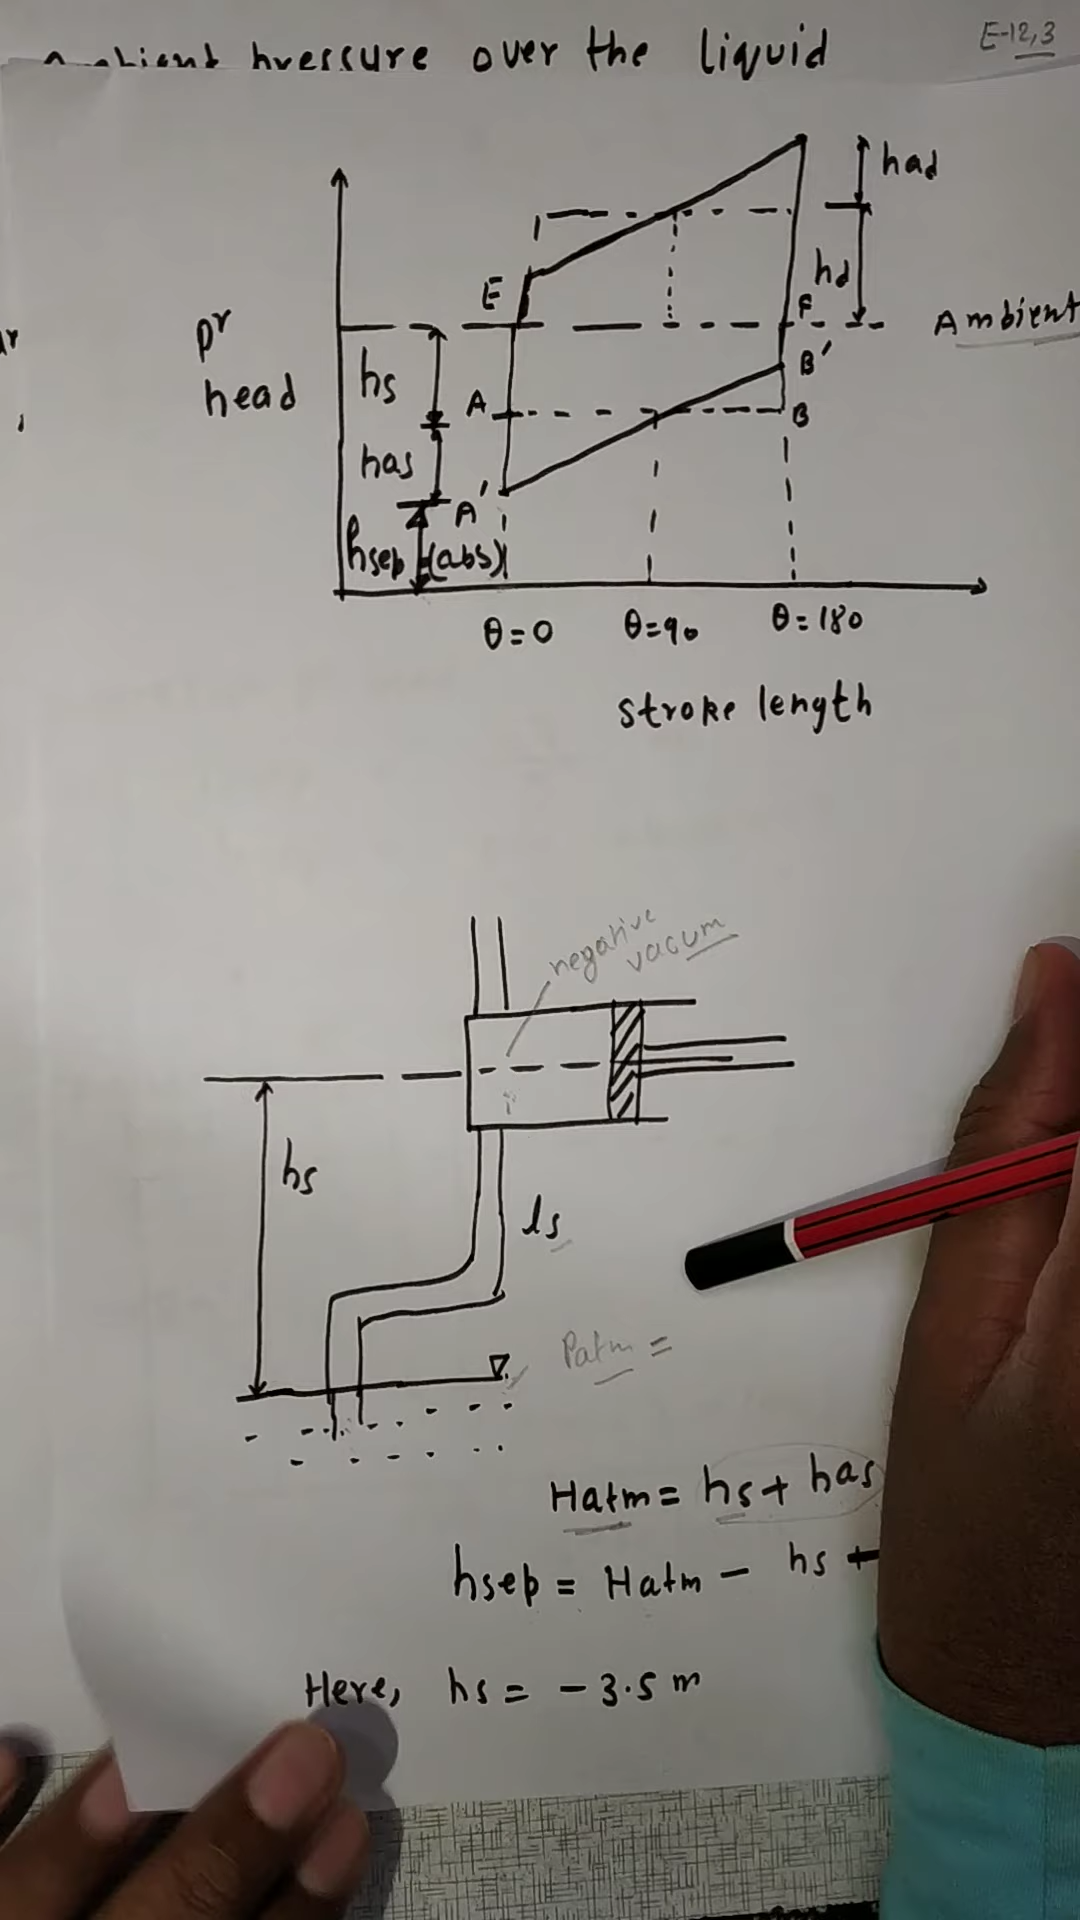 E-12,3
Ambient pressure over the liquid
had
hd
E
F
Ambient
pr
head
hs
B'
A
B
has
A'
hsep (abs)
θ=0 θ=90 θ=180
stroke length
negative
vacum
hs
ls
Patm =
Hatm = hs + has
hsep = Hatm - hs +
Here, hs = - 3.5 m